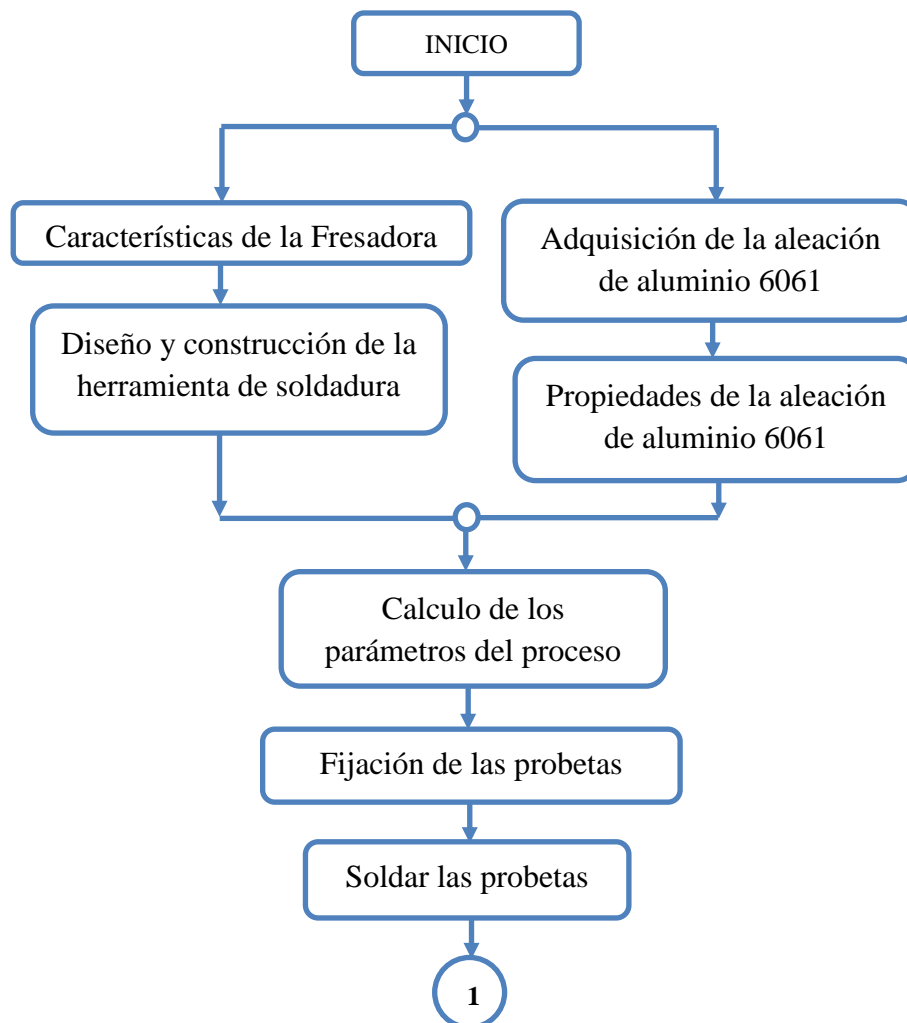 INICIO
Características de la Fresadora
Diseño y construcción de la
herramienta de soldadura
Adquisición de la aleación
de aluminio 6061
Propiedades de la aleación
de aluminio 6061
Calculo de los
parámetros del proceso
Fijación de las probetas
Soldar las probetas
1